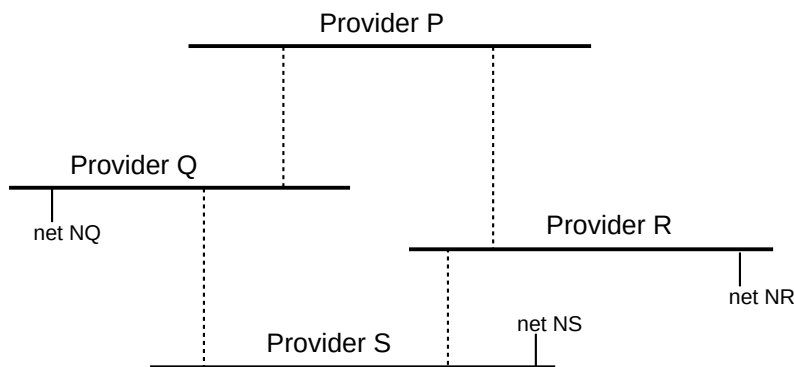 Provider P
Provider Q
net NQ
Provider R
net NR
net NS
Provider S